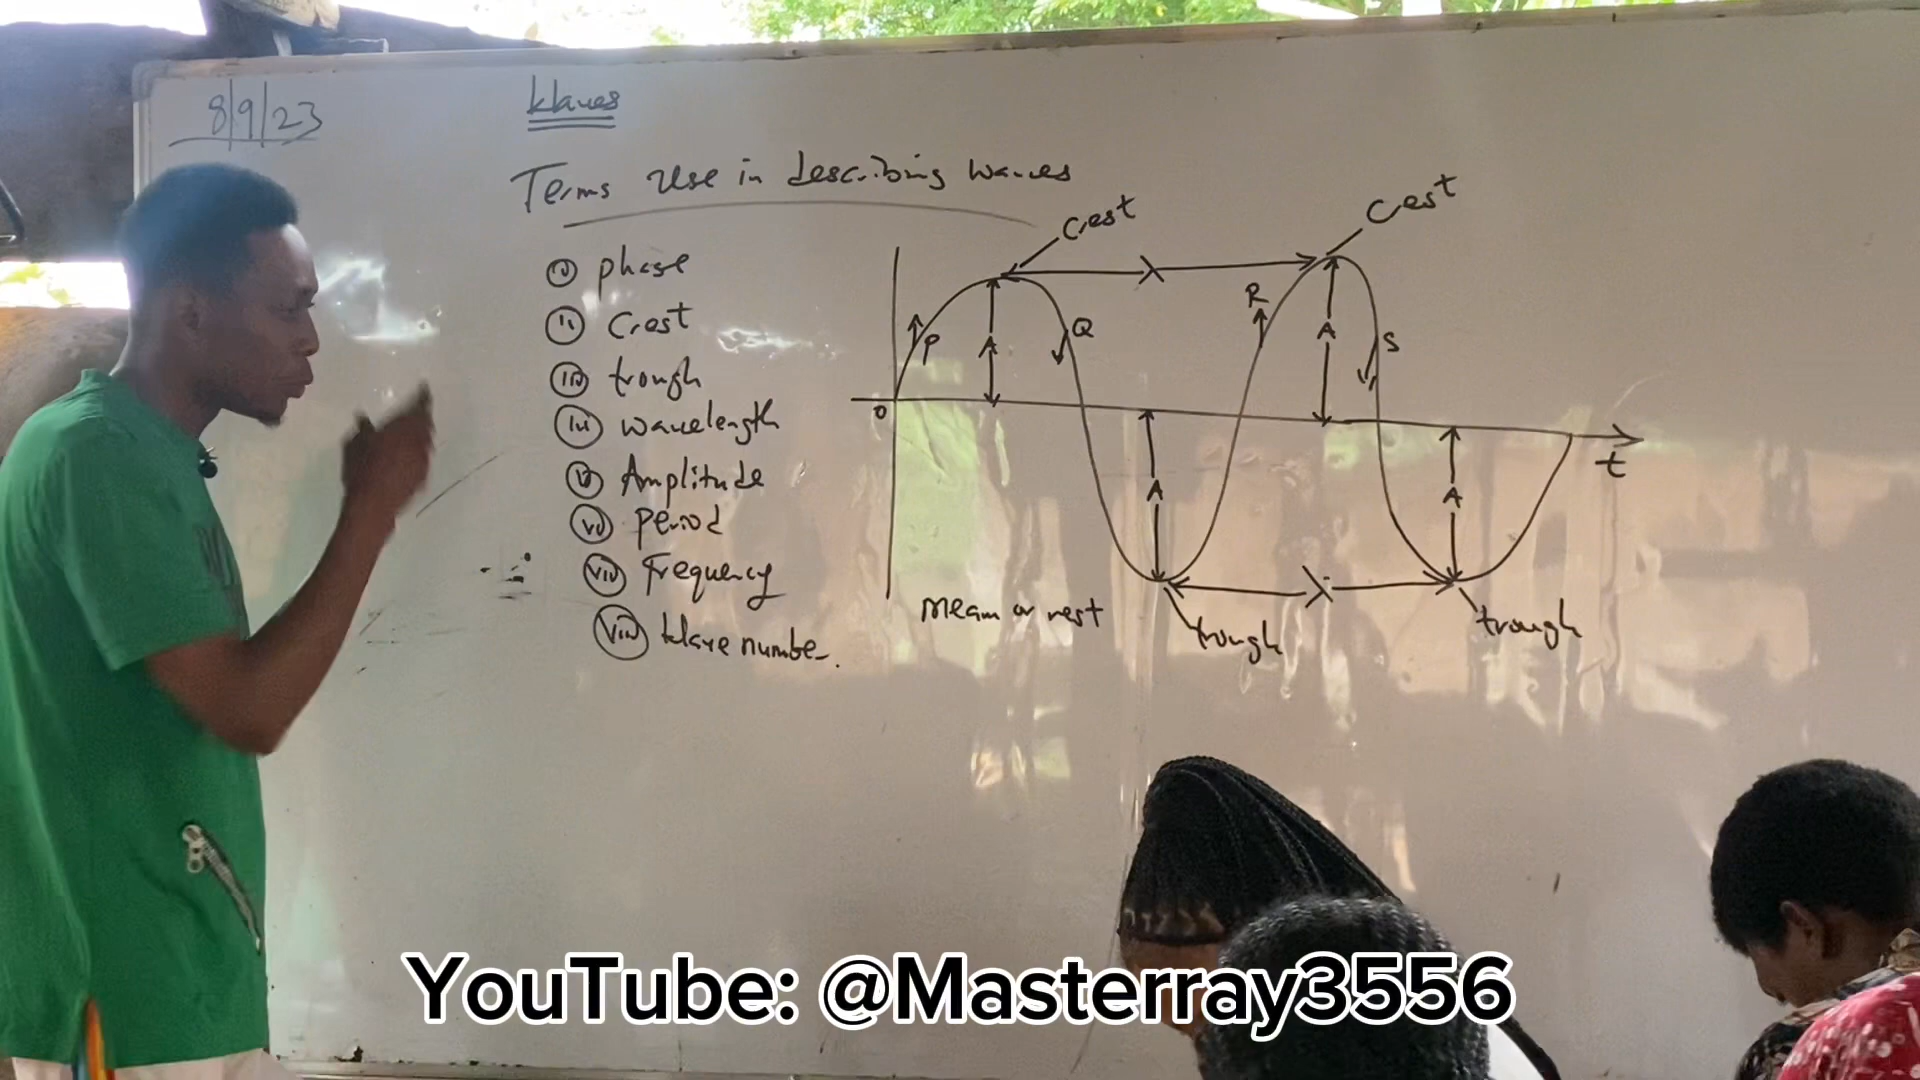 8/9/23
Waves
Terms Use in describing waves
(i) phase
(ii) Crest
(iii) trough
(iv) wavelength
(v) Amplitude
(vi) period
(vii) Frequency
(viii) Wave number.
Crest
Crest
λ
P
A
Q
R
A
S
O
t
A
A
λ
Mean or rest
trough
trough
YouTube: @Masterray3556